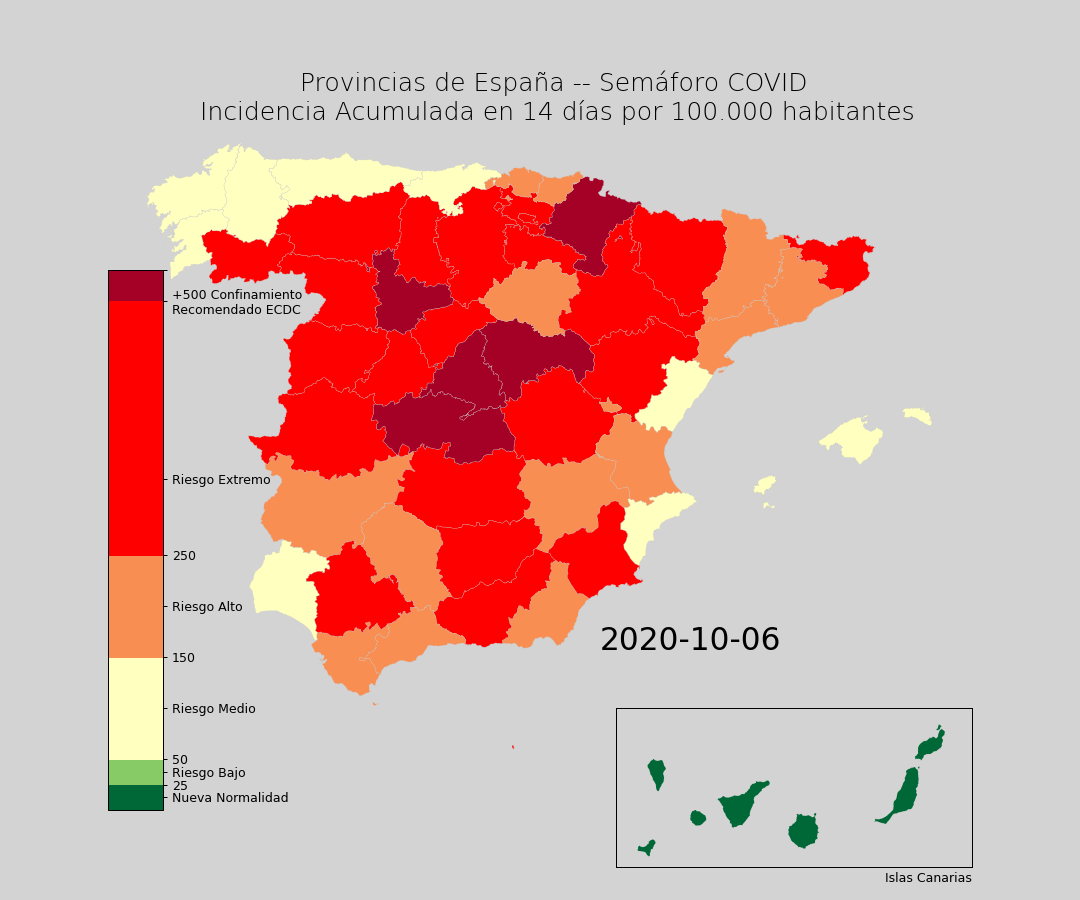 Provincias de España -- Semáforo COVID
Incidencia Acumulada en 14 días por 100.000 habitantes
+500 Confinamiento
Recomendado ECDC
Riesgo Extremo
250
Riesgo Alto
150
Riesgo Medio
50
Riesgo Bajo
25
Nueva Normalidad
2020-10-06
Islas Canarias